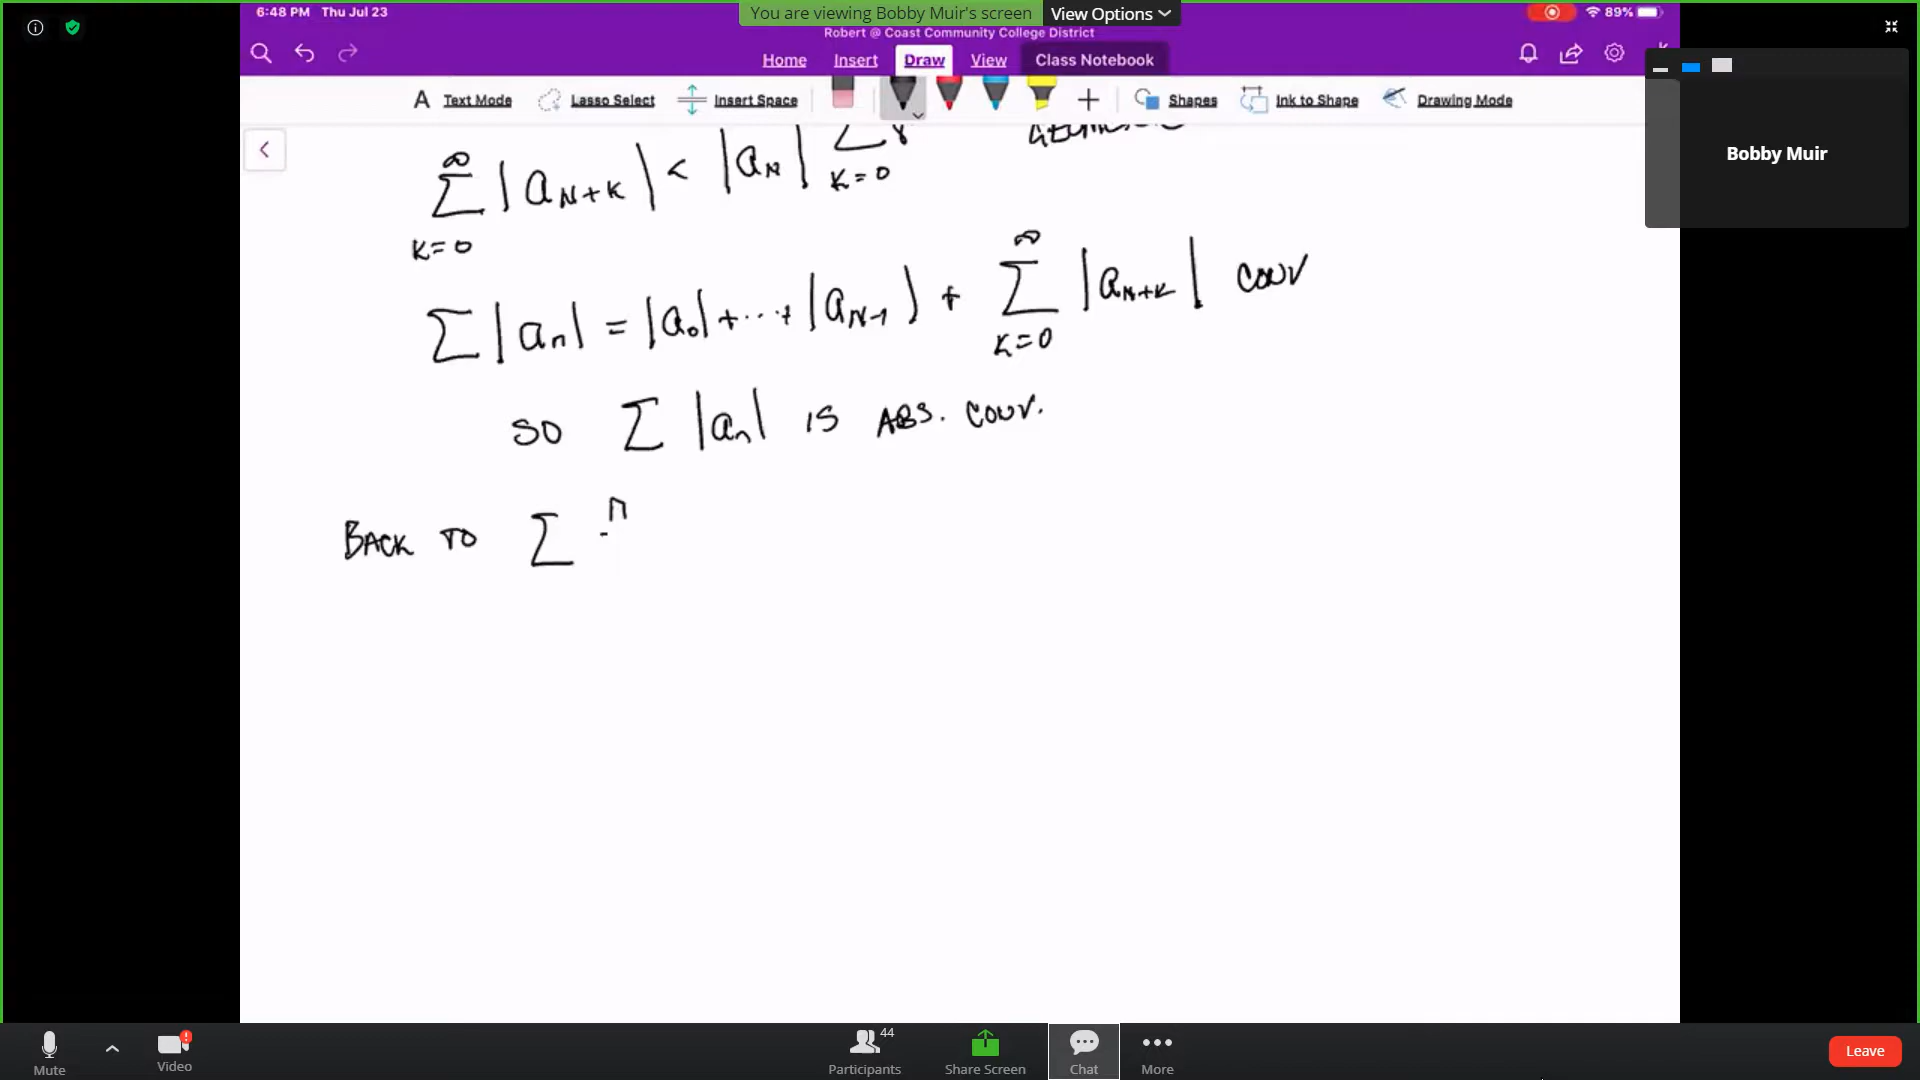 6:48 PM Thu Jul 23
You are viewing Bobby Muir's screen View Options
89%
Robert @ Coast Community College District
Home Insert Draw View Class Notebook
A Text Mode Lasso Select Insert Space Shapes Ink to Shape Drawing Mode
Bobby Muir
∞ Σ K=0 |a_{N+K}| < |a_N| Σ K=0
Σ |a_n| = |a_0| + ⋯ + |a_{N-1}| + ∞ Σ K=0 |a_{N+K}| CONV
SO Σ |a_n| IS ABS. CONV.
BACK TO Σ n
Mute Video Participants 44 Share Screen Chat More Leave